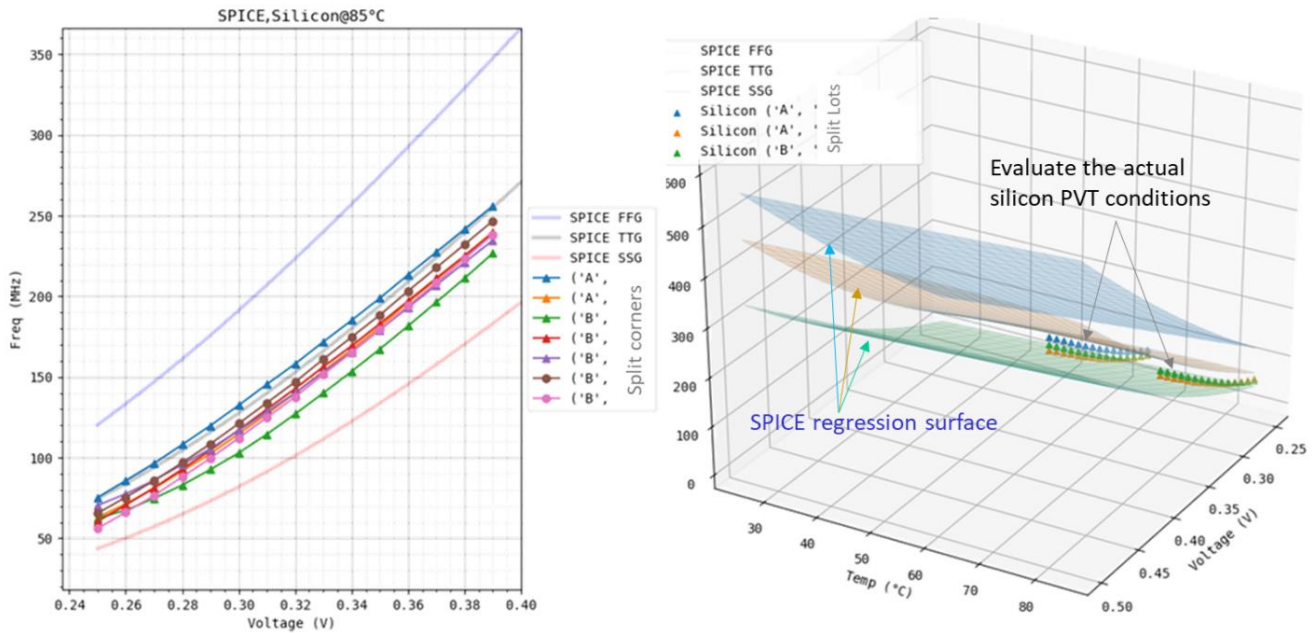 SPICE,Silicon@85°C
350
300
250
200
150
100
50
0.24
0.26
0.28
0.30
0.32
0.34
0.36
0.38
0.40
Freq (MHz)
Voltage (V)
SPICE FFG
SPICE TTG
SPICE SSG
('A',
('A',
('B',
('B',
('B',
('B',
('B',
Split corners
SPICE FFG
SPICE TTG
SPICE SSG
Silicon ('A', '
Silicon ('A', '
Silicon ('B', '
Split Lots
Evaluate the actual
silicon PVT conditions
SPICE regression surface
500
400
300
200
100
0
30
40
50
60
70
80
Temp (°C)
0.25
0.30
0.35
0.40
0.45
0.50
Voltage (V)